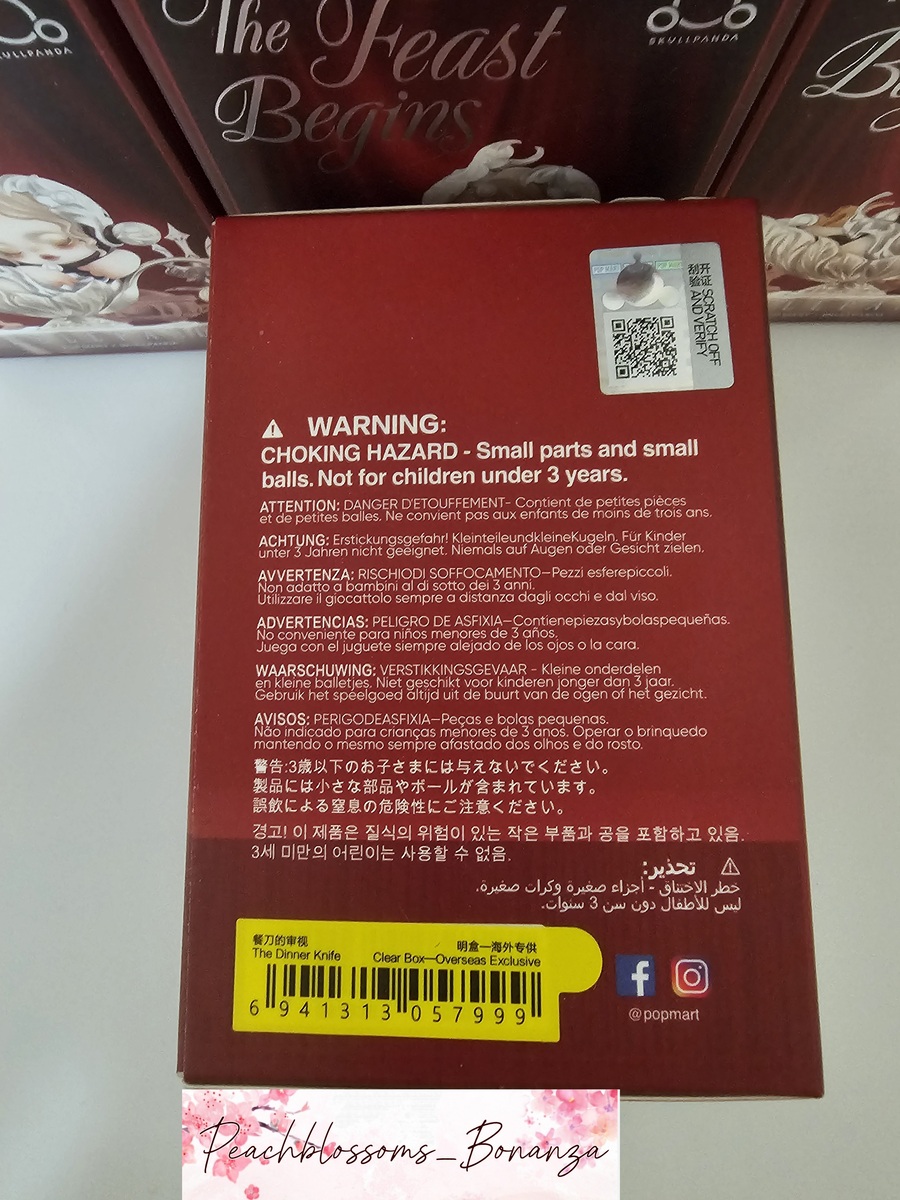 The Feast
Begins
SKULLPANDA
SKULLPANDA
POP MART
开证 SCRATCH OFF
刮验 AND VERIFY
WARNING:
CHOKING HAZARD - Small parts and small
balls. Not for children under 3 years.
ATTENTION: DANGER D'ETOUFFEMENT- Contient de petites pièces
et de petites balles. Ne convient pas aux enfants de moins de trois ans.
ACHTUNG: Erstickungsgefahr! KleinteileundkleineKugeln. Für Kinder
unter 3 Jahren nicht geeignet. Niemals auf Augen oder Gesicht zielen.
AVVERTENZA: RISCHIODI SOFFOCAMENTO—Pezzi esferepiccoli.
Non adatto a bambini al di sotto dei 3 anni.
Utilizzare il giocattolo sempre a distanza dagli occhi e dal viso.
ADVERTENCIAS: PELIGRO DE ASFIXIA—Contienepiezasybolaspequeñas.
No conveniente para niños menores de 3 años.
Juega con el juguete siempre alejado de los ojos o la cara.
WAARSCHUWING: VERSTIKKINGSGEVAAR - Kleine onderdelen
en kleine balletjes. Niet geschikt voor kinderen jonger dan 3 jaar.
Gebruik het speelgoed altijd uit de buurt van de ogen of het gezicht.
AVISOS: PERIGODEASFIXIA—Peças e bolas pequenas.
Não indicado para crianças menores de 3 anos. Operar o brinquedo
mantendo o mesmo sempre afastado dos olhos e do rosto.
警告:3歳以下のお子さまには与えないでください。
製品には小さな部品やボールが含まれています。
誤飲による窒息の危険性にご注意ください。
경고! 이 제품은 질식의 위험이 있는 작은 부품과 공을 포함하고 있음.
3세 미만의 어린이는 사용할 수 없음.
تحذير:
خطر الاختناق - أجزاء صغيرة وكرات صغيرة.
ليس للأطفال دون سن 3 سنوات.
餐刀的审视
The Dinner Knife
明盒—海外专供
Clear Box—Overseas Exclusive
6 941313 057999
@popmart
Peachblossoms_Bonanza